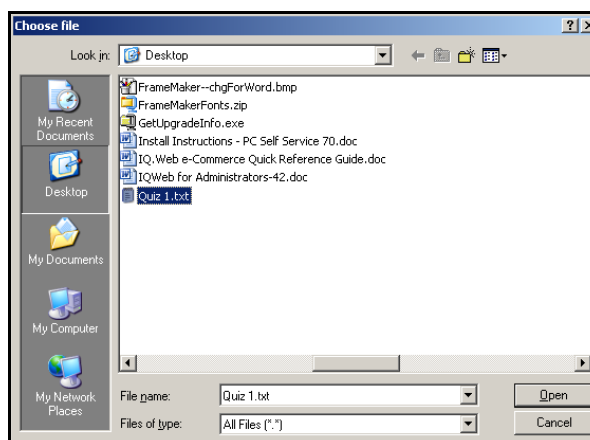 Choose file
Look in: Desktop
My Recent
Documents
Desktop
My Documents
My Computer
My Network
Places
FrameMaker--chgForWord.bmp
FrameMakerFonts.zip
GetUpgradeInfo.exe
Install Instructions - PC Self Service 70.doc
IQ.Web e-Commerce Quick Reference Guide.doc
IQWeb for Administrators-42.doc
Quiz 1.txt
File name: Quiz 1.txt Open
Files of type: All Files (*.*) Cancel